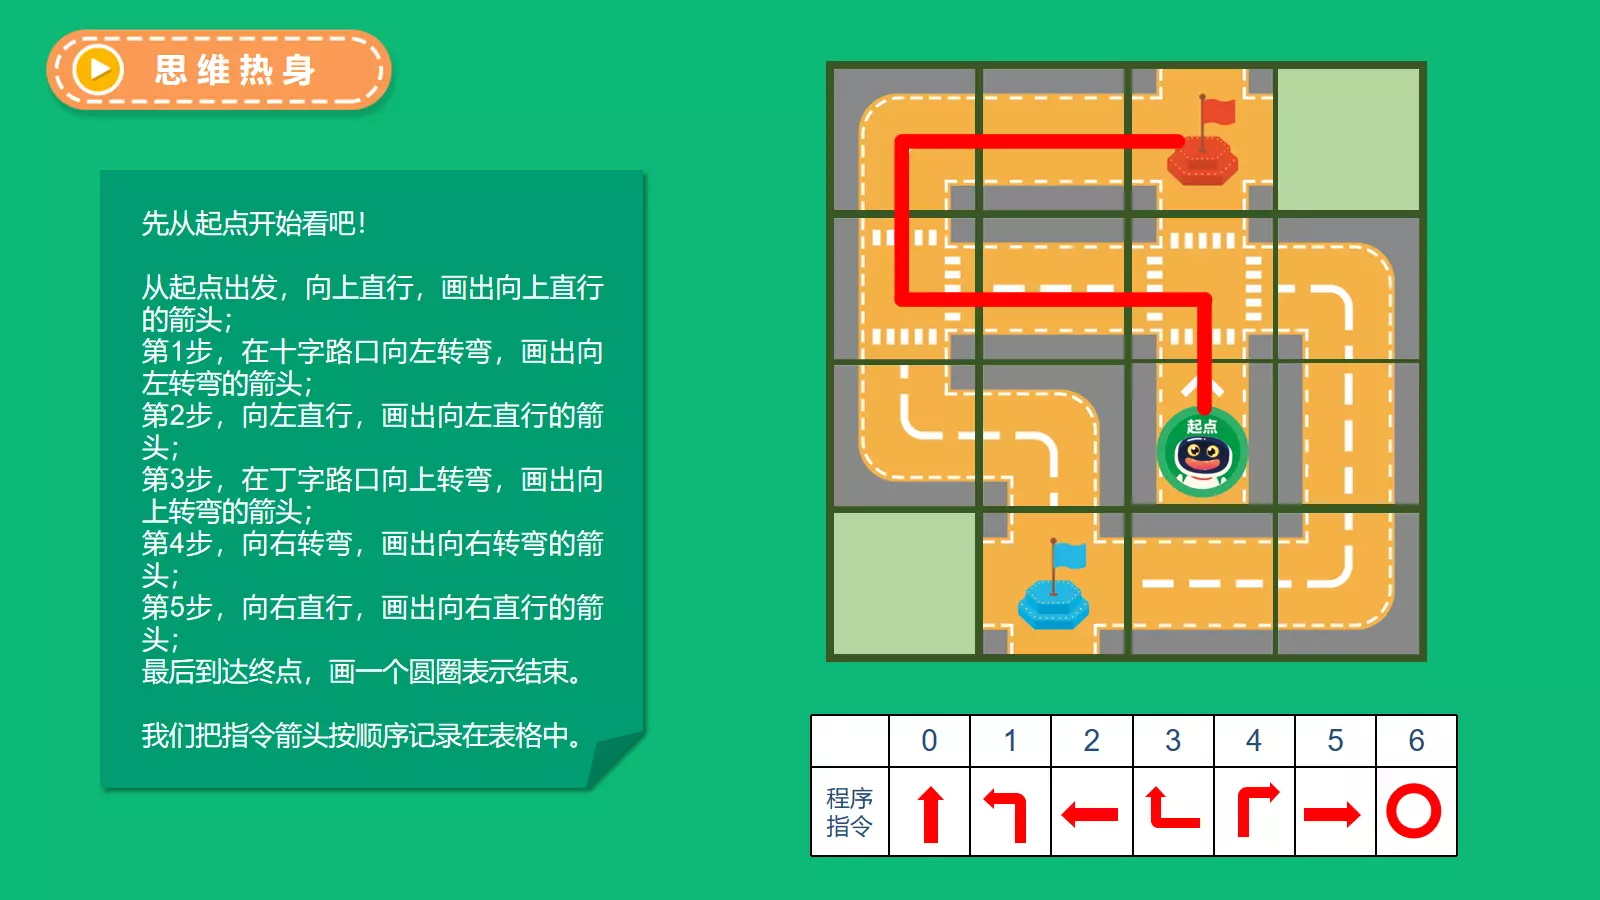 思维热身
先从起点开始看吧！
从起点出发，向上直行，画出向上直行
的箭头；
第1步，在十字路口向左转弯，画出向
左转弯的箭头；
第2步，向左直行，画出向左直行的箭
头；
第3步，在丁字路口向上转弯，画出向
上转弯的箭头；
第4步，向右转弯，画出向右转弯的箭
头；
第5步，向右直行，画出向右直行的箭
头；
最后到达终点，画一个圆圈表示结束。
我们把指令箭头按顺序记录在表格中。
起点
0 1 2 3 4 5 6
程序
指令